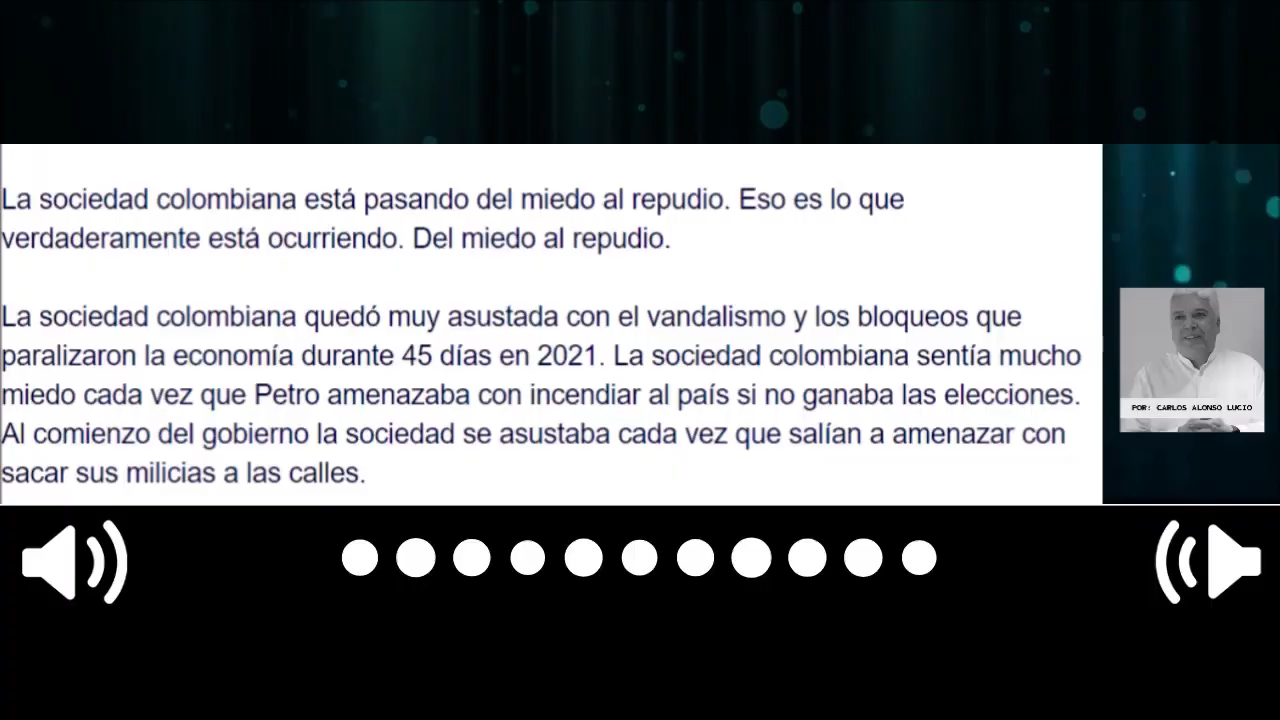 La sociedad colombiana está pasando del miedo al repudio. Eso es lo que
verdaderamente está ocurriendo. Del miedo al repudio.
La sociedad colombiana quedó muy asustada con el vandalismo y los bloqueos que
paralizaron la economía durante 45 días en 2021. La sociedad colombiana sentía mucho
miedo cada vez que Petro amenazaba con incendiar al país si no ganaba las elecciones.
Al comienzo del gobierno la sociedad se asustaba cada vez que salían a amenazar con
sacar sus milicias a las calles.
POR: CARLOS ALONSO LUCIO